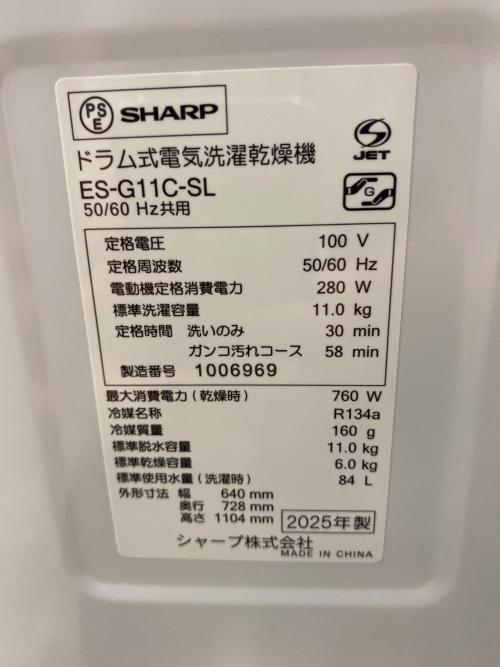 PS E SHARP
ドラム式電気洗濯乾燥機
ES-G11C-SL
50/60 Hz共用
JET
G
定格電圧 100 V
定格周波数 50/60 Hz
電動機定格消費電力 280 W
標準洗濯容量 11.0 kg
定格時間 洗いのみ 30 min
ガンコ汚れコース 58 min
製造番号 1006969
最大消費電力(乾燥時) 760 W
冷媒名称 R134a
冷媒質量 160 g
標準脱水容量 11.0 kg
標準乾燥容量 6.0 kg
標準使用水量(洗濯時) 84 L
外形寸法 幅 640 mm
奥行 728 mm
高さ 1104 mm 2025年製
シャープ株式会社
MADE IN CHINA